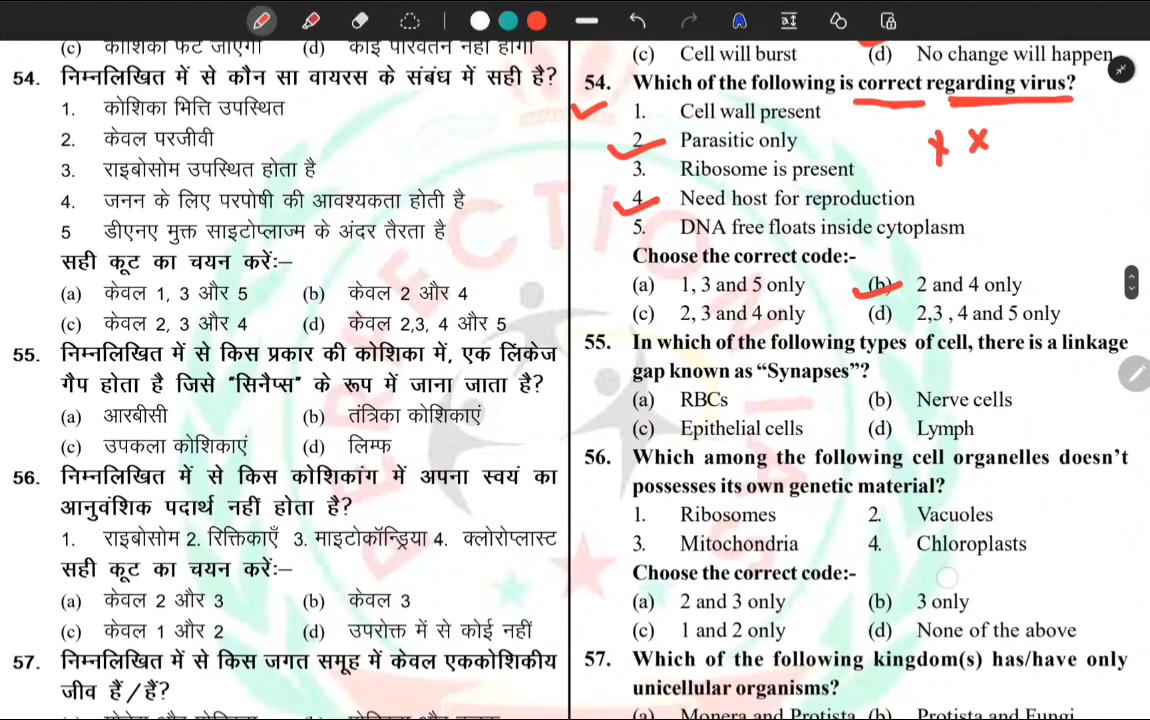 (c) कोशिका फट जाएगी (d) कोई परिवर्तन नहीं होगा
54. निम्नलिखित में से कौन सा वायरस के संबंध में सही है?
1. कोशिका भित्ति उपस्थित
2. केवल परजीवी
3. राइबोसोम उपस्थित होता है
4. जनन के लिए परपोषी की आवश्यकता होती है
5 डीएनए मुक्त साइटोप्लाज्म के अंदर तैरता है
सही कूट का चयन करें:–
(a) केवल 1, 3 और 5 (b) केवल 2 और 4
(c) केवल 2, 3 और 4 (d) केवल 2,3, 4 और 5
55. निम्नलिखित में से किस प्रकार की कोशिका में, एक लिंकेज
गैप होता है जिसे "सिनैप्स" के रूप में जाना जाता है?
(a) आरबीसी (b) तंत्रिका कोशिकाएं
(c) उपकला कोशिकाएं (d) लिम्फ
56. निम्नलिखित में से किस कोशिकांग में अपना स्वयं का
आनुवंशिक पदार्थ नहीं होता है?
1. राइबोसोम 2. रिक्तिकाएँ 3. माइटोकॉन्ड्रिया 4. क्लोरोप्लास्ट
सही कूट का चयन करें:–
(a) केवल 2 और 3 (b) केवल 3
(c) केवल 1 और 2 (d) उपरोक्त में से कोई नहीं
57. निम्नलिखित में से किस जगत समूह में केवल एककोशिकीय
जीव हैं/हैं?
(c) Cell will burst (d) No change will happen
54. Which of the following is correct regarding virus?
1. Cell wall present
2. Parasitic only
3. Ribosome is present
4. Need host for reproduction
5. DNA free floats inside cytoplasm
Choose the correct code:-
(a) 1, 3 and 5 only (b) 2 and 4 only
(c) 2, 3 and 4 only (d) 2,3 , 4 and 5 only
55. In which of the following types of cell, there is a linkage
gap known as “Synapses”?
(a) RBCs (b) Nerve cells
(c) Epithelial cells (d) Lymph
56. Which among the following cell organelles doesn’t
possesses its own genetic material?
1. Ribosomes 2. Vacuoles
3. Mitochondria 4. Chloroplasts
Choose the correct code:-
(a) 2 and 3 only (b) 3 only
(c) 1 and 2 only (d) None of the above
57. Which of the following kingdom(s) has/have only
unicellular organisms?
(a) Monera and Protista (b) Protista and Fungi